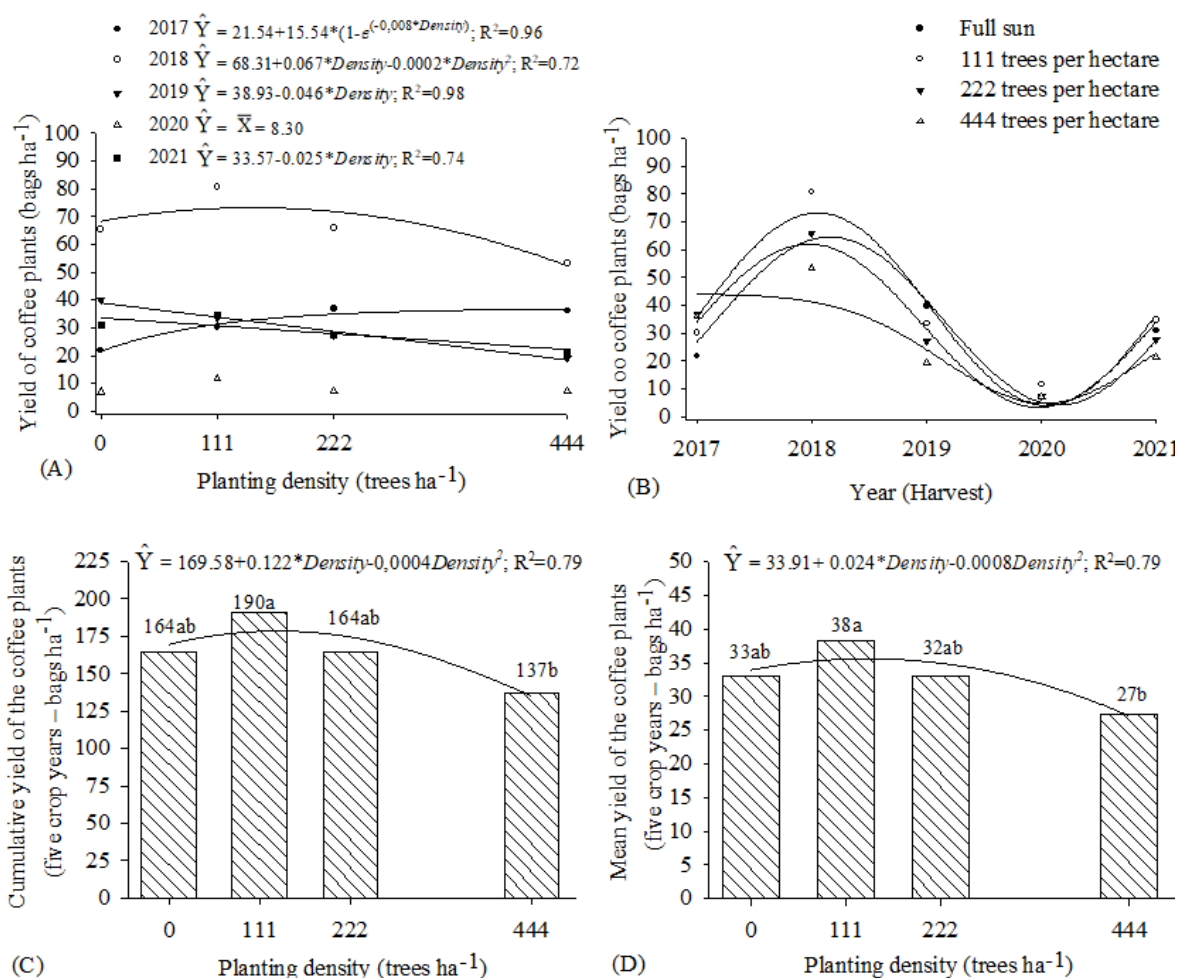 2017 Ŷ = 21.54+15.54*(1-e^(-0,008*Density); R²=0.96
2018 Ŷ = 68.31+0.067*Density-0.0002*Density²; R²=0.72
2019 Ŷ = 38.93-0.046*Density; R²=0.98
2020 Ŷ = X̄ = 8.30
2021 Ŷ = 33.57-0.025*Density; R²=0.74
Yield of coffee plants (bags ha⁻¹)
100
90
80
70
60
50
40
30
20
10
0
0 111 222 444
(A)
Planting density (trees ha⁻¹)
Full sun
111 trees per hectare
222 trees per hectare
444 trees per hectare
Yield oo coffee plants (bags ha⁻¹)
100
90
80
70
60
50
40
30
20
10
0
2017 2018 2019 2020 2021
(B)
Year (Harvest)
Cumulative yield of the coffee plants
(five crop years – bags ha⁻¹)
Ŷ = 169.58+0.122*Density-0,0004Density²; R²=0.79
225
200
175
150
125
100
75
50
25
0
164ab
190a
164ab
137b
0 111 222 444
(C)
Planting density (trees ha⁻¹)
Mean yield of the coffee plants
(five crop years – bags ha⁻¹)
Ŷ = 33.91+ 0.024*Density-0.0008Density²; R²=0.79
50
45
40
35
30
25
20
15
10
5
0
33ab
38a
32ab
27b
0 111 222 444
(D)
Planting density (trees ha⁻¹)